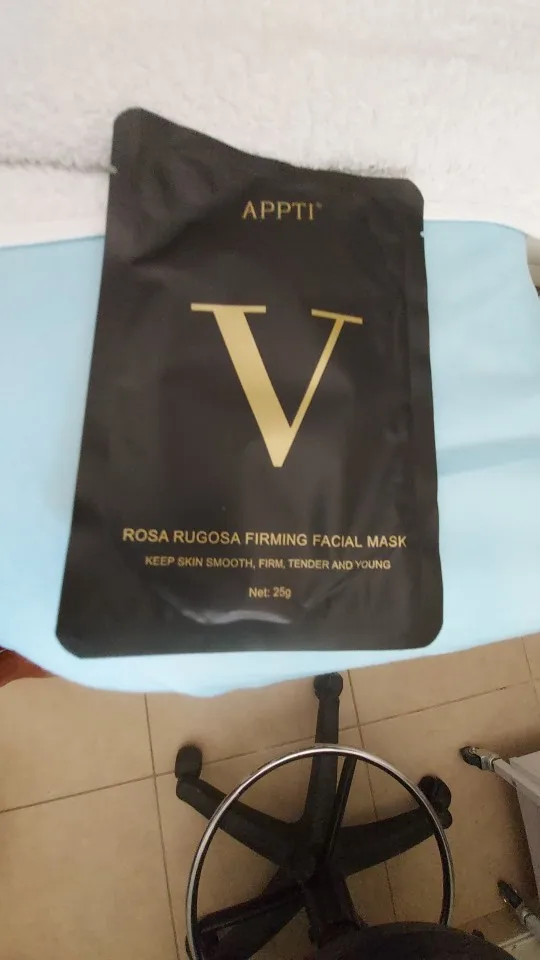 APPTI®
V
ROSA RUGOSA FIRMING FACIAL MASK
KEEP SKIN SMOOTH, FIRM, TENDER AND YOUNG
Net: 25g